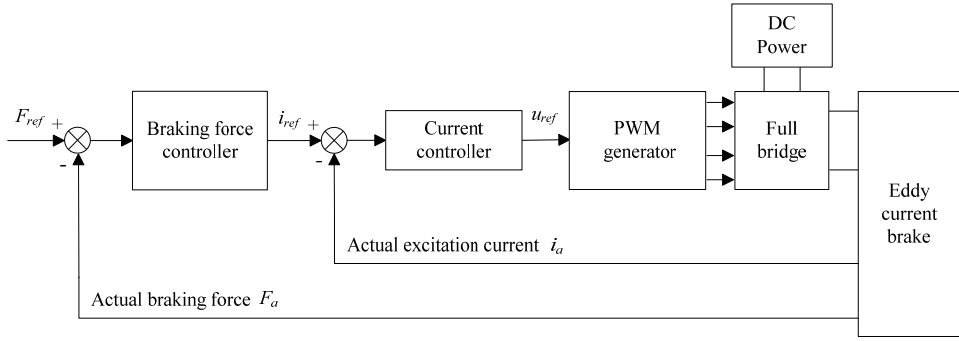 DC
Power
F_ref +
-
Braking force
controller
i_ref +
-
Current
controller
u_ref
PWM
generator
Full
bridge
Eddy
current
brake
Actual excitation current i_a
Actual braking force F_a